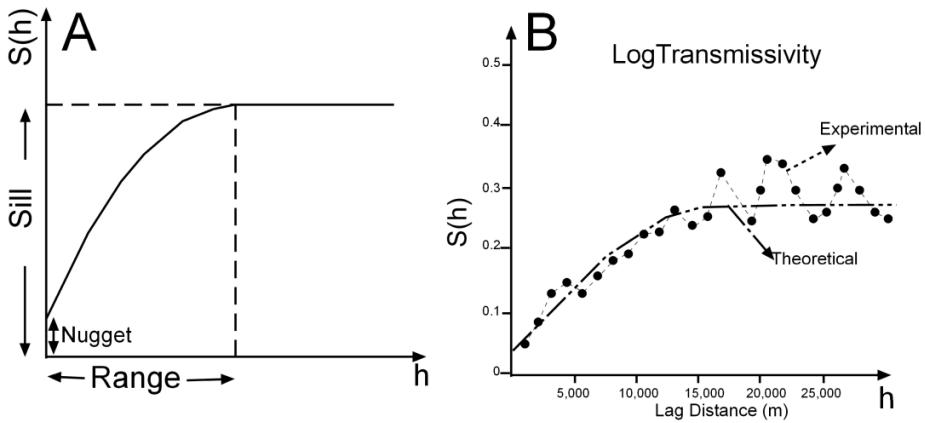 A
S(h)
Sill
Nugget
Range
h
B
LogTransmissivity
S(h)
0.5
0.4
0.3
0.2
0.1
0
Experimental
Theoretical
5,000 10,000 15,000 20,000 25,000
Lag Distance (m)
h